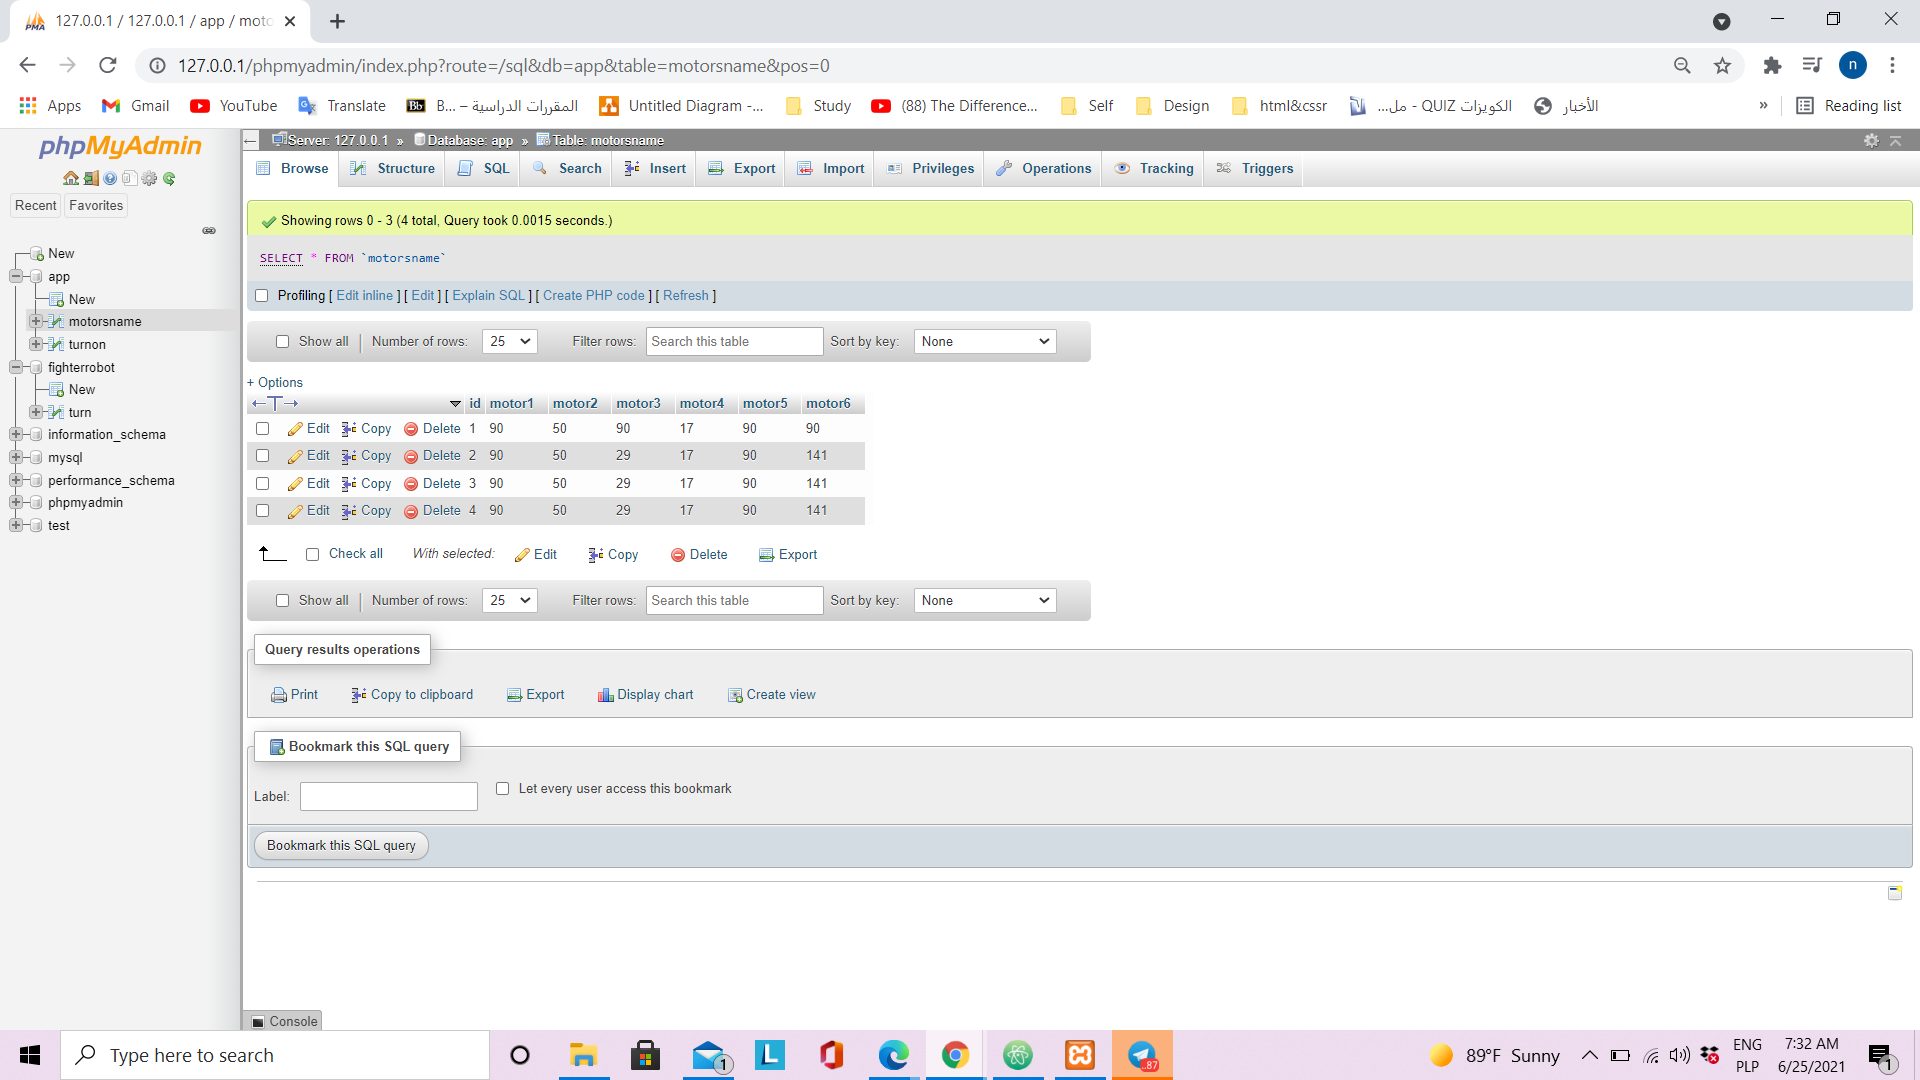 127.0.0.1 / 127.0.0.1 / app / moto
127.0.0.1/phpmyadmin/index.php?route=/sql&db=app&table=motorsname&pos=0
n
Apps Gmail YouTube Translate B... – المقررات الدراسية Untitled Diagram -... Study (88) The Difference... Self Design html&cssr الكويزات QUIZ - مل... الأخبار » Reading list
phpMyAdmin
Recent Favorites
New
app
New
motorsname
turnon
fighterrobot
New
turn
information_schema
mysql
performance_schema
phpmyadmin
test
Server: 127.0.0.1 » Database: app » Table: motorsname
Browse Structure SQL Search Insert Export Import Privileges Operations Tracking Triggers
Showing rows 0 - 3 (4 total, Query took 0.0015 seconds.)
SELECT * FROM `motorsname`
Profiling [ Edit inline ] [ Edit ] [ Explain SQL ] [ Create PHP code ] [ Refresh ]
Show all Number of rows: 25 Filter rows: Search this table Sort by key: None
+ Options
←T→ id motor1 motor2 motor3 motor4 motor5 motor6
Edit Copy Delete 1 90 50 90 17 90 90
Edit Copy Delete 2 90 50 29 17 90 141
Edit Copy Delete 3 90 50 29 17 90 141
Edit Copy Delete 4 90 50 29 17 90 141
Check all With selected: Edit Copy Delete Export
Show all Number of rows: 25 Filter rows: Search this table Sort by key: None
Query results operations
Print Copy to clipboard Export Display chart Create view
Bookmark this SQL query
Label: Let every user access this bookmark
Bookmark this SQL query
Console
Type here to search
1
..87
89°F Sunny
ENG
PLP
7:32 AM
6/25/2021
1